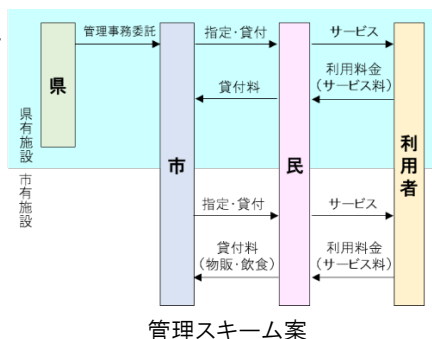 管理事務委託
指定・貸付
サービス
県
貸付料
利用料金
(サービス料)
県有施設
市
民
利用者
市有施設
指定・貸付
サービス
貸付料
(物販・飲食)
利用料金
(サービス料)
管理スキーム案